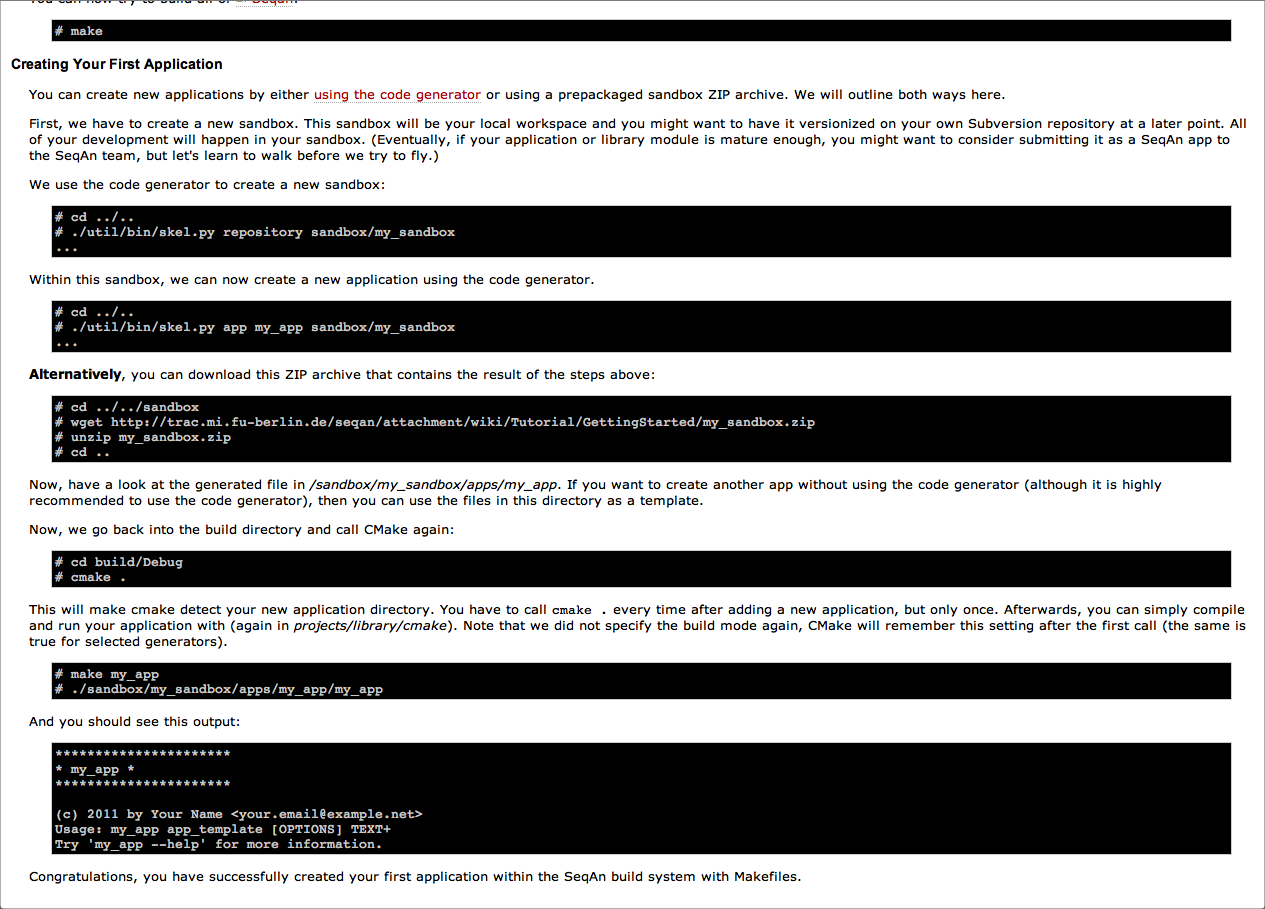 You can now try to build all of SeqAn.
# make
Creating Your First Application
You can create new applications by either using the code generator or using a prepackaged sandbox ZIP archive. We will outline both ways here.
First, we have to create a new sandbox. This sandbox will be your local workspace and you might want to have it versionized on your own Subversion repository at a later point. All
of your development will happen in your sandbox. (Eventually, if your application or library module is mature enough, you might want to consider submitting it as a SeqAn app to
the SeqAn team, but let's learn to walk before we try to fly.)
We use the code generator to create a new sandbox:
# cd ../..
# ./util/bin/skel.py repository sandbox/my_sandbox
...
Within this sandbox, we can now create a new application using the code generator.
# cd ../..
# ./util/bin/skel.py app my_app sandbox/my_sandbox
...
Alternatively, you can download this ZIP archive that contains the result of the steps above:
# cd ../../sandbox
# wget http://trac.mi.fu-berlin.de/seqan/attachment/wiki/Tutorial/GettingStarted/my_sandbox.zip
# unzip my_sandbox.zip
# cd ..
Now, have a look at the generated file in /sandbox/my_sandbox/apps/my_app. If you want to create another app without using the code generator (although it is highly
recommended to use the code generator), then you can use the files in this directory as a template.
Now, we go back into the build directory and call CMake again:
# cd build/Debug
# cmake .
This will make cmake detect your new application directory. You have to call cmake . every time after adding a new application, but only once. Afterwards, you can simply compile
and run your application with (again in projects/library/cmake). Note that we did not specify the build mode again, CMake will remember this setting after the first call (the same is
true for selected generators).
# make my_app
# ./sandbox/my_sandbox/apps/my_app/my_app
And you should see this output:
**********************
* my_app *
**********************
(c) 2011 by Your Name <your.email@example.net>
Usage: my_app app_template [OPTIONS] TEXT+
Try 'my_app --help' for more information.
Congratulations, you have successfully created your first application within the SeqAn build system with Makefiles.